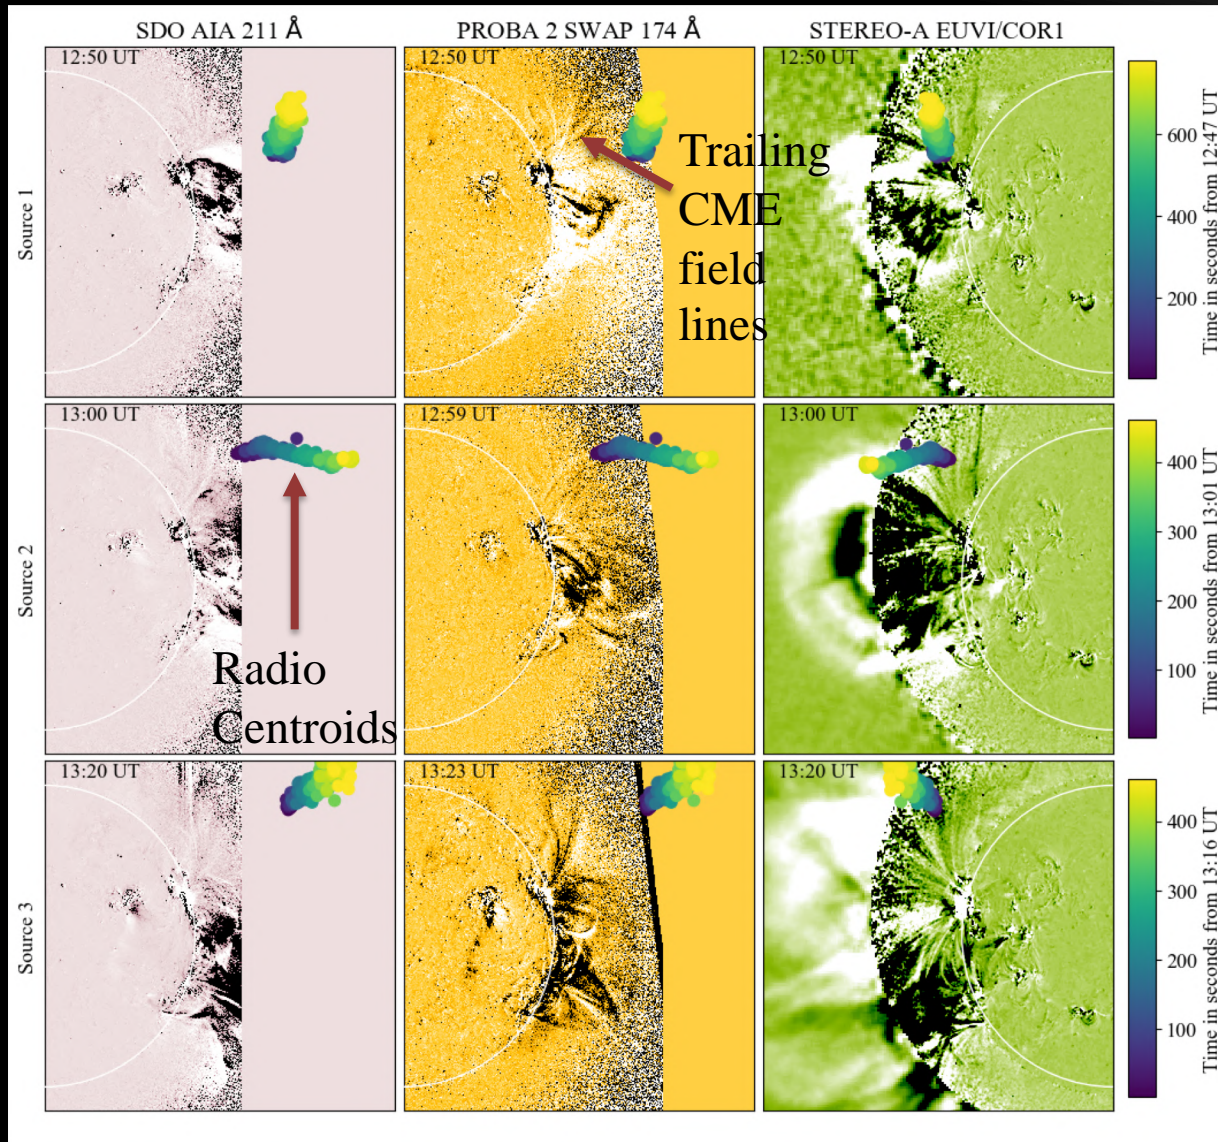 SDO AIA 211 Å
PROBA 2 SWAP 174 Å
STEREO-A EUVI/COR1
Source 1
12:50 UT
12:50 UT
12:50 UT
Trailing
CME
field
lines
600
400
200
Time in seconds from 12:47 UT
Source 2
13:00 UT
12:59 UT
13:00 UT
Radio
Centroids
400
300
200
100
Time in seconds from 13:01 UT
Source 3
13:20 UT
13:23 UT
13:20 UT
400
300
200
100
Time in seconds from 13:16 UT